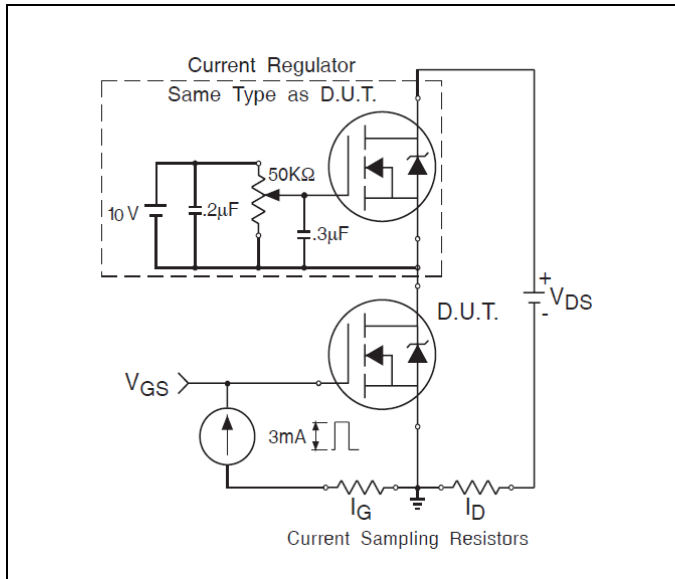 Current Regulator
Same Type as D.U.T.
50KΩ
10 V
.2μF
.3μF
+
VDS
-
D.U.T.
VGS
3mA
IG
ID
Current Sampling Resistors